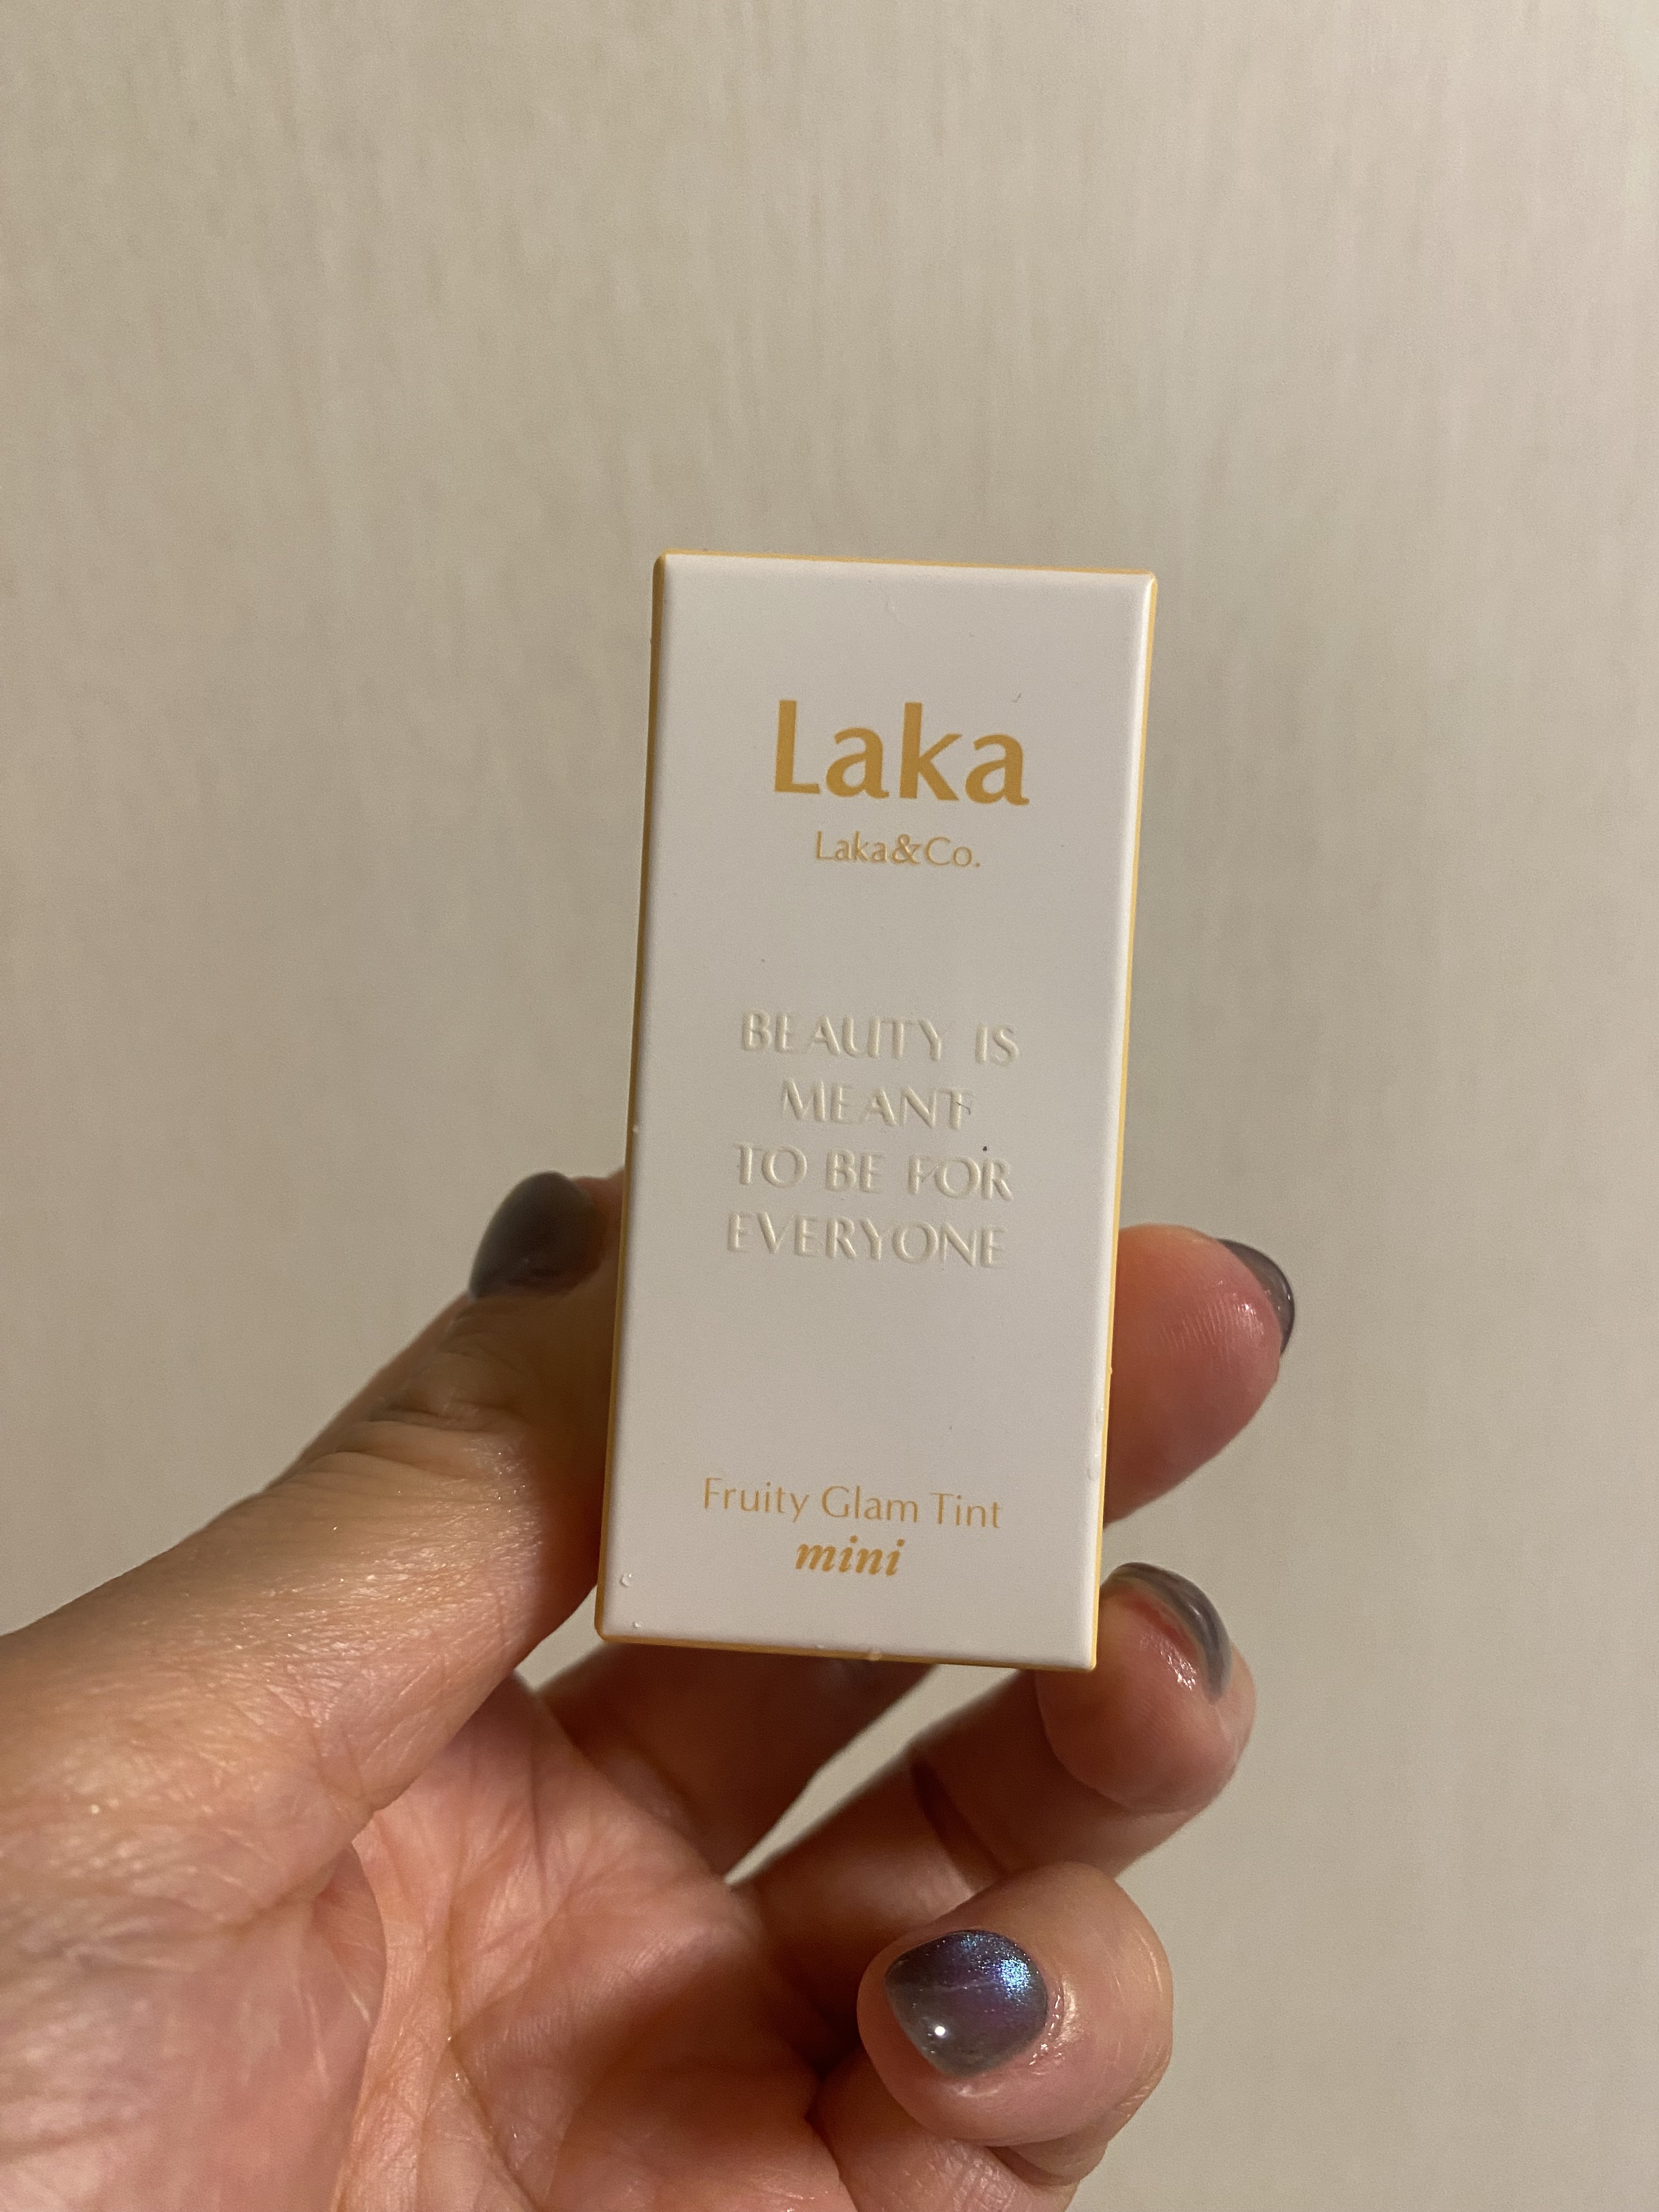 Laka
Laka&Co.
BEAUTY IS
MEANT
TO BE FOR
EVERYONE
Fruity Glam Tint
mini